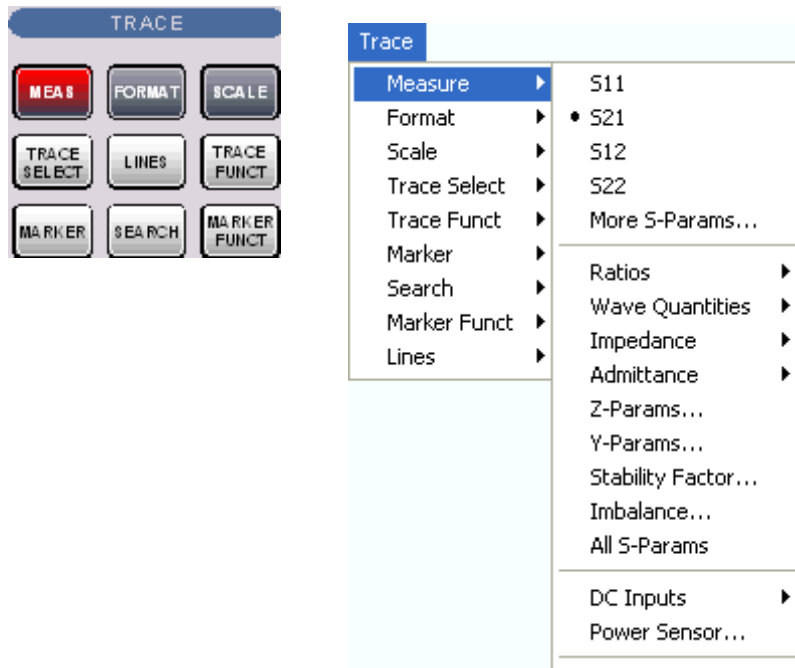 TRACE
MEAS FORMAT SCALE
TRACE SELECT LINES TRACE FUNCT
MARKER SEARCH MARKER FUNCT
Trace
Measure
Format
Scale
Trace Select
Trace Funct
Marker
Search
Marker Funct
Lines
S11
• S21
S12
S22
More S-Params...
Ratios
Wave Quantities
Impedance
Admittance
Z-Params...
Y-Params...
Stability Factor...
Imbalance...
All S-Params
DC Inputs
Power Sensor...